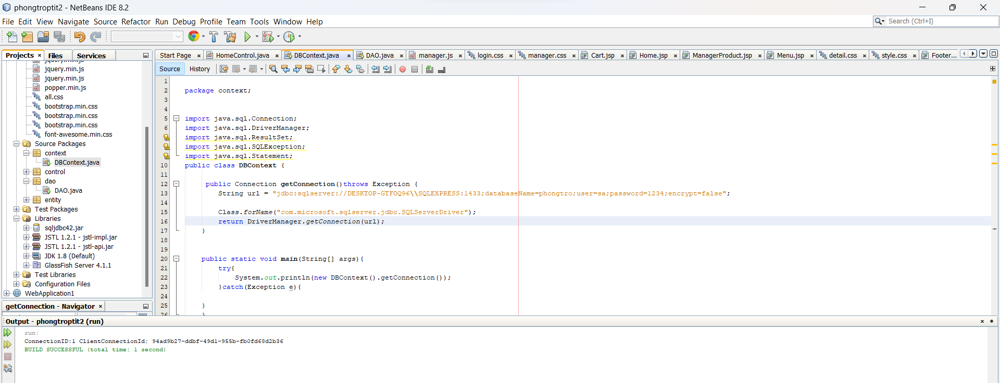 phongtroptit2 - NetBeans IDE 8.2
File Edit View Navigate Source Refactor Run Debug Profile Team Tools Window Help
Search (Ctrl+I)
Projects
Files
Services
Start Page
HomeControl.java
DBContext.java
DAO.java
manager.js
login.css
manager.css
Cart.jsp
Home.jsp
ManagerProduct.jsp
Menu.jsp
detail.css
style.css
Footer...
Source
History
jquery.min.js
jquery.min.js
jquery.min.js
popper.min.js
all.css
bootstrap.min.css
bootstrap.min.css
bootstrap.min.css
font-awesome.min.css
Source Packages
context
DBContext.java
control
dao
DAO.java
entity
Test Packages
Libraries
sqljdbc42.jar
JSTL 1.2.1 - jstl-impl.jar
JSTL 1.2.1 - jstl-api.jar
JDK 1.8 (Default)
GlassFish Server 4.1.1
Test Libraries
Configuration Files
WebApplication1
getConnection - Navigator
1
2 package context;
3
4
5 import java.sql.Connection;
6 import java.sql.DriverManager;
import java.sql.ResultSet;
import java.sql.SQLException;
import java.sql.Statement;
10 public class DBContext {
11
12 public Connection getConnection()throws Exception {
13 String url = "jdbc:sqlserver://DESKTOP-GTFOQ96\\SQLEXPRESS:1433;databaseName=phongtro;user=sa;password=1234;encrypt=false";
14
15 Class.forName("com.microsoft.sqlserver.jdbc.SQLServerDriver");
16 return DriverManager.getConnection(url);
17 }
18
19
20 public static void main(String[] args){
21 try{
22 System.out.println(new DBContext().getConnection());
23 }catch(Exception e){
24
25 }
26 }
Output - phongtroptit2 (run)
run:
ConnectionID:1 ClientConnectionId: 94ad9b27-ddbf-49d1-955b-fb0fd68d2b36
BUILD SUCCESSFUL (total time: 1 second)